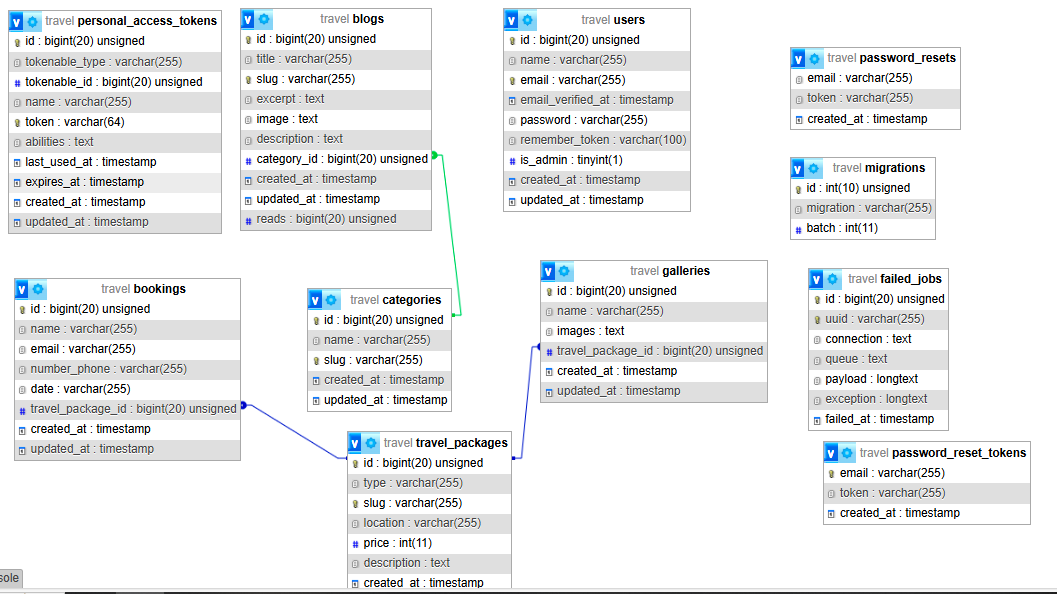 travel personal_access_tokens
id : bigint(20) unsigned
tokenable_type : varchar(255)
tokenable_id : bigint(20) unsigned
name : varchar(255)
token : varchar(64)
abilities : text
last_used_at : timestamp
expires_at : timestamp
created_at : timestamp
updated_at : timestamp
travel blogs
id : bigint(20) unsigned
title : varchar(255)
slug : varchar(255)
excerpt : text
image : text
description : text
category_id : bigint(20) unsigned
created_at : timestamp
updated_at : timestamp
reads : bigint(20) unsigned
travel users
id : bigint(20) unsigned
name : varchar(255)
email : varchar(255)
email_verified_at : timestamp
password : varchar(255)
remember_token : varchar(100)
is_admin : tinyint(1)
created_at : timestamp
updated_at : timestamp
travel password_resets
email : varchar(255)
token : varchar(255)
created_at : timestamp
travel migrations
id : int(10) unsigned
migration : varchar(255)
batch : int(11)
travel bookings
id : bigint(20) unsigned
name : varchar(255)
email : varchar(255)
number_phone : varchar(255)
date : varchar(255)
travel_package_id : bigint(20) unsigned
created_at : timestamp
updated_at : timestamp
travel categories
id : bigint(20) unsigned
name : varchar(255)
slug : varchar(255)
created_at : timestamp
updated_at : timestamp
travel galleries
id : bigint(20) unsigned
name : varchar(255)
images : text
travel_package_id : bigint(20) unsigned
created_at : timestamp
updated_at : timestamp
travel failed_jobs
id : bigint(20) unsigned
uuid : varchar(255)
connection : text
queue : text
payload : longtext
exception : longtext
failed_at : timestamp
travel travel_packages
id : bigint(20) unsigned
type : varchar(255)
slug : varchar(255)
location : varchar(255)
price : int(11)
description : text
created_at : timestamp
travel password_reset_tokens
email : varchar(255)
token : varchar(255)
created_at : timestamp
sole